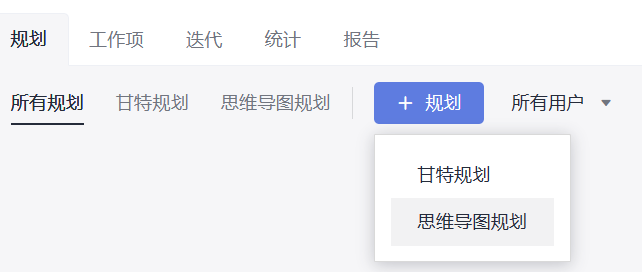 规划 工作项 迭代 统计 报告
所有规划 甘特规划 思维导图规划 + 规划 所有用户
甘特规划
思维导图规划